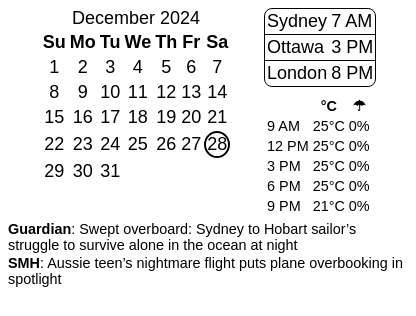 December 2024
Su Mo Tu We Th Fr Sa
1 2 3 4 5 6 7
8 9 10 11 12 13 14
15 16 17 18 19 20 21
22 23 24 25 26 27 28
29 30 31
Sydney 7 AM
Ottawa 3 PM
London 8 PM
°C ☂
9 AM 25°C 0%
12 PM 25°C 0%
3 PM 25°C 0%
6 PM 25°C 0%
9 PM 21°C 0%
Guardian: Swept overboard: Sydney to Hobart sailor's
struggle to survive alone in the ocean at night
SMH: Aussie teen's nightmare flight puts plane overbooking in
spotlight